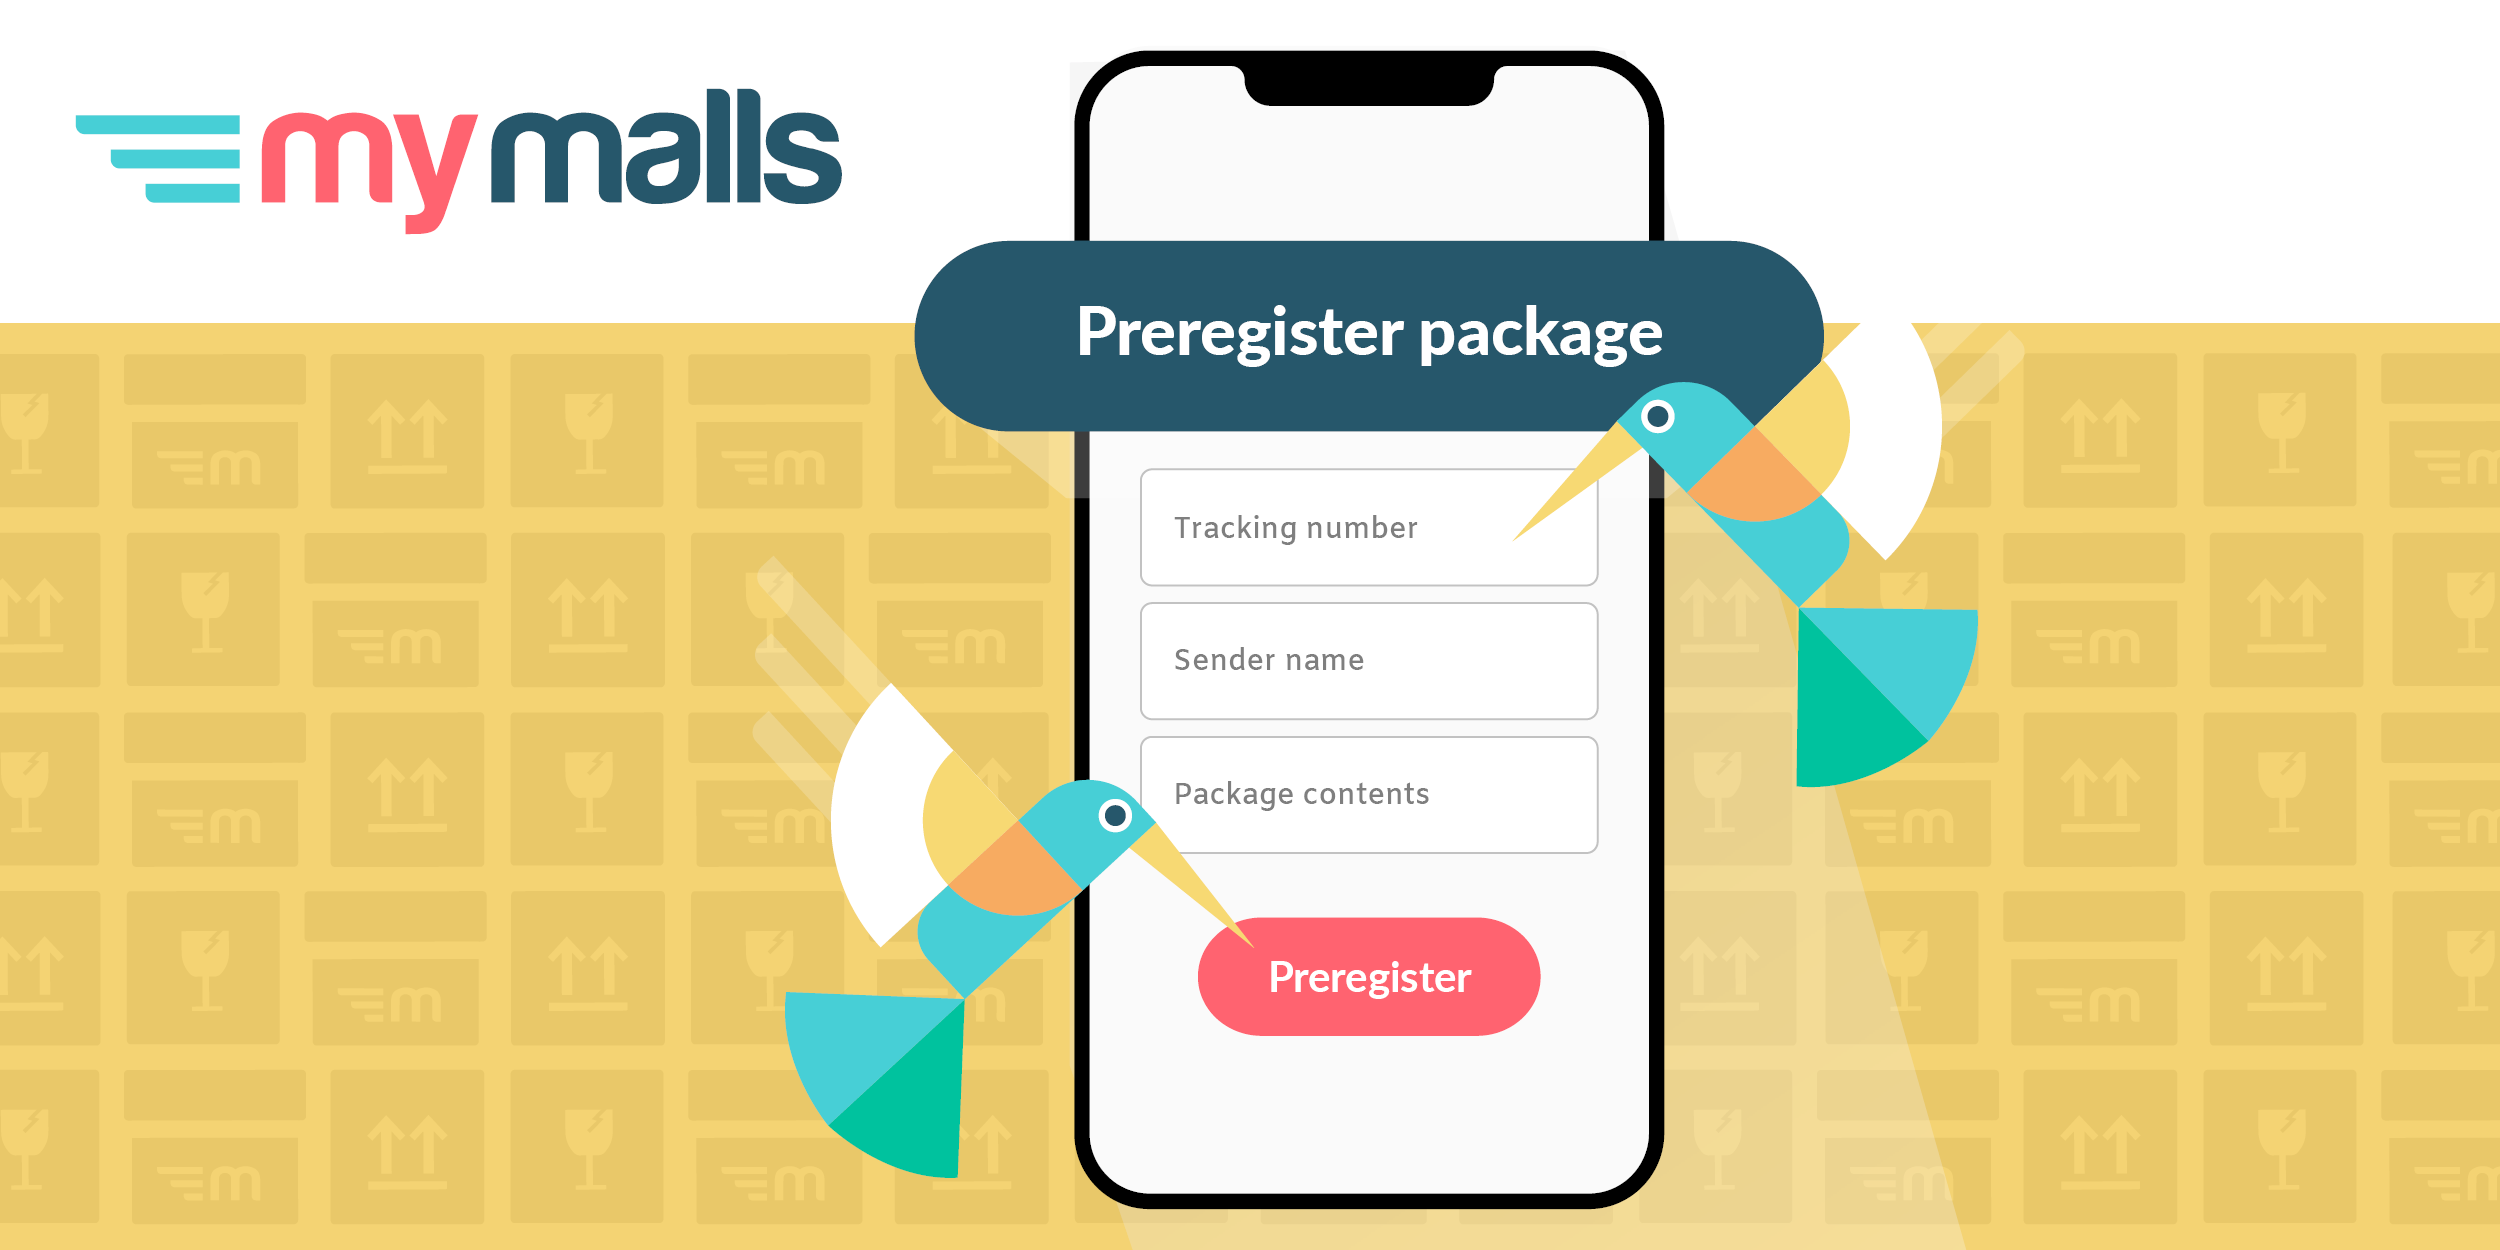 mymalls
Preregister package
Tracking number
Sender name
Package contents
Preregister